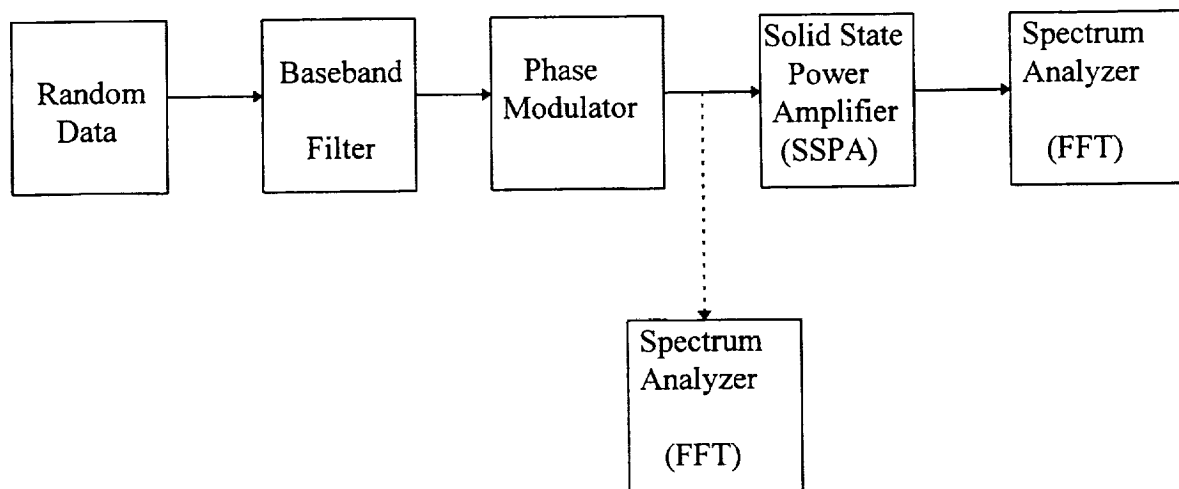 Random
Data
Baseband
Filter
Phase
Modulator
Solid State
Power
Amplifier
(SSPA)
Spectrum
Analyzer
(FFT)
Spectrum
Analyzer
(FFT)